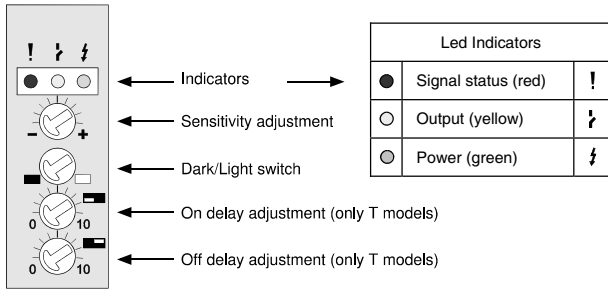 Led Indicators
Indicators
Signal status (red) !
Sensitivity adjustment
Output (yellow)
Dark/Light switch
Power (green)
On delay adjustment (only T models)
Off delay adjustment (only T models)
!
- +
0 10
0 10